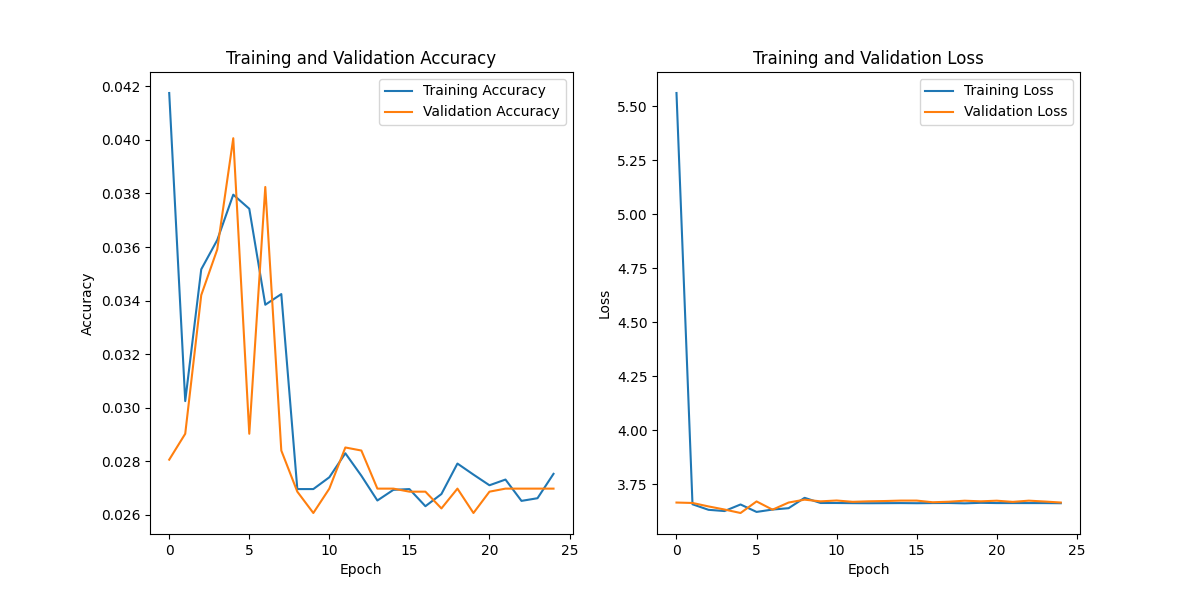 Training and Validation Accuracy
Training Accuracy
Validation Accuracy
0.042
0.040
0.038
0.036
0.034
0.032
0.030
0.028
0.026
Accuracy
0
5
10
15
20
25
Epoch
Training and Validation Loss
Training Loss
Validation Loss
5.50
5.25
5.00
4.75
4.50
4.25
4.00
3.75
Loss
0
5
10
15
20
25
Epoch